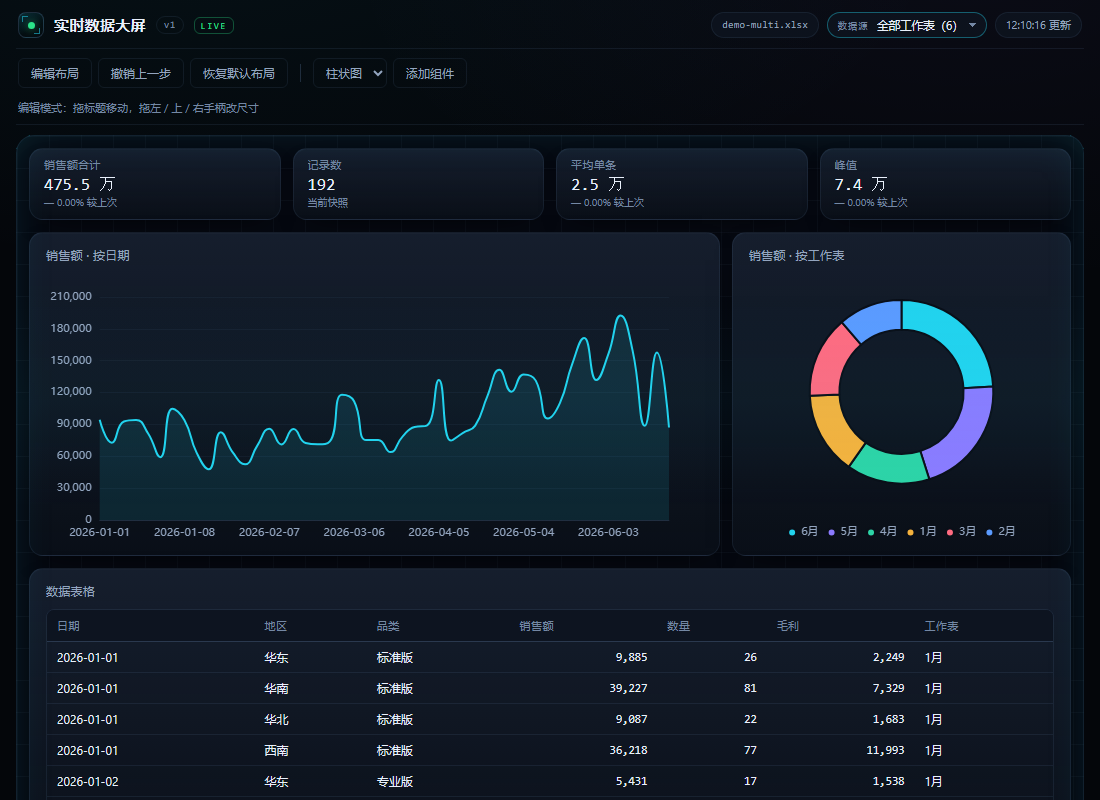 实时数据大屏 v1 LIVE demo-multi.xlsx 数据源 全部工作表 (6) 12:10:16 更新
编辑布局 撤销上一步 恢复默认布局 柱状图 添加组件
编辑模式：拖标题移动，拖左 / 上 / 右手柄改尺寸
销售额合计
475.5 万
— 0.00% 较上次
记录数
192
当前快照
平均单条
2.5 万
— 0.00% 较上次
峰值
7.4 万
— 0.00% 较上次
销售额 · 按日期
210,000
180,000
150,000
120,000
90,000
60,000
30,000
0
2026-01-01 2026-01-08 2026-02-07 2026-03-06 2026-04-05 2026-05-04 2026-06-03
销售额 · 按工作表
6月 5月 4月 1月 3月 2月
数据表格
日期 地区 品类 销售额 数量 毛利 工作表
2026-01-01 华东 标准版 9,885 26 2,249 1月
2026-01-01 华南 标准版 39,227 81 7,329 1月
2026-01-01 华北 标准版 9,087 22 1,683 1月
2026-01-01 西南 标准版 36,218 77 11,993 1月
2026-01-02 华东 专业版 5,431 17 1,538 1月